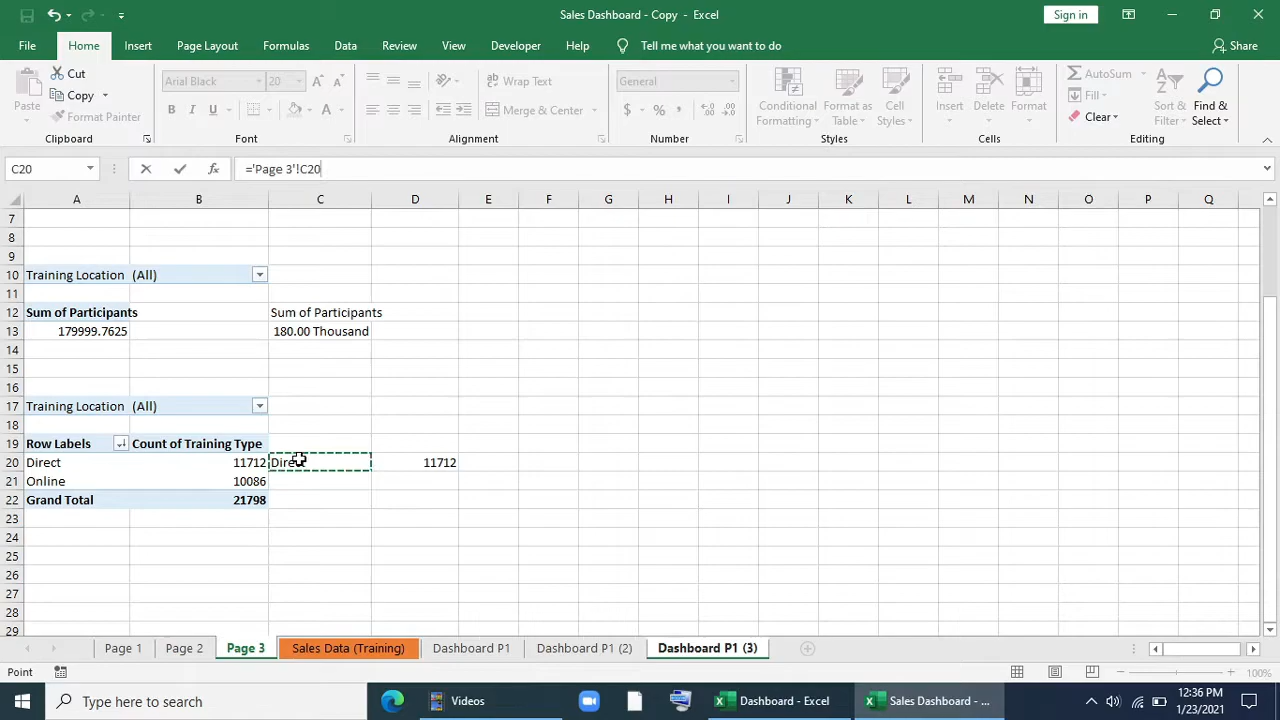 Sales Dashboard - Copy - Excel
Sign in
File Home Insert Page Layout Formulas Data Review View Developer Help Tell me what you want to do Share
Paste Cut Copy Format Painter
Arial Black 20
B I U A
ab Wrap Text
Merge & Center
General
$ % ,
Conditional Formatting Format as Table Cell Styles
Insert Delete Format
AutoSum Fill Clear
Sort & Filter Find & Select
Clipboard Font Alignment Number Styles Cells Editing
C20 fx ='Page 3'!C20
A B C D E F G H I J K L M N O P Q
7
8
9
10 Training Location (All)
11
12 Sum of Participants Sum of Participants
13 179999.7625 180.00 Thousand
14
15
16
17 Training Location (All)
18
19 Row Labels Count of Training Type
20 Direct 11712 Direct 11712
21 Online 10086
22 Grand Total 21798
23
24
25
26
27
28
29
Page 1 Page 2 Page 3 Sales Data (Training) Dashboard P1 Dashboard P1 (2) Dashboard P1 (3)
Point 100%
Type here to search Videos Dashboard - Excel Sales Dashboard - ... 12:36 PM
1/23/2021